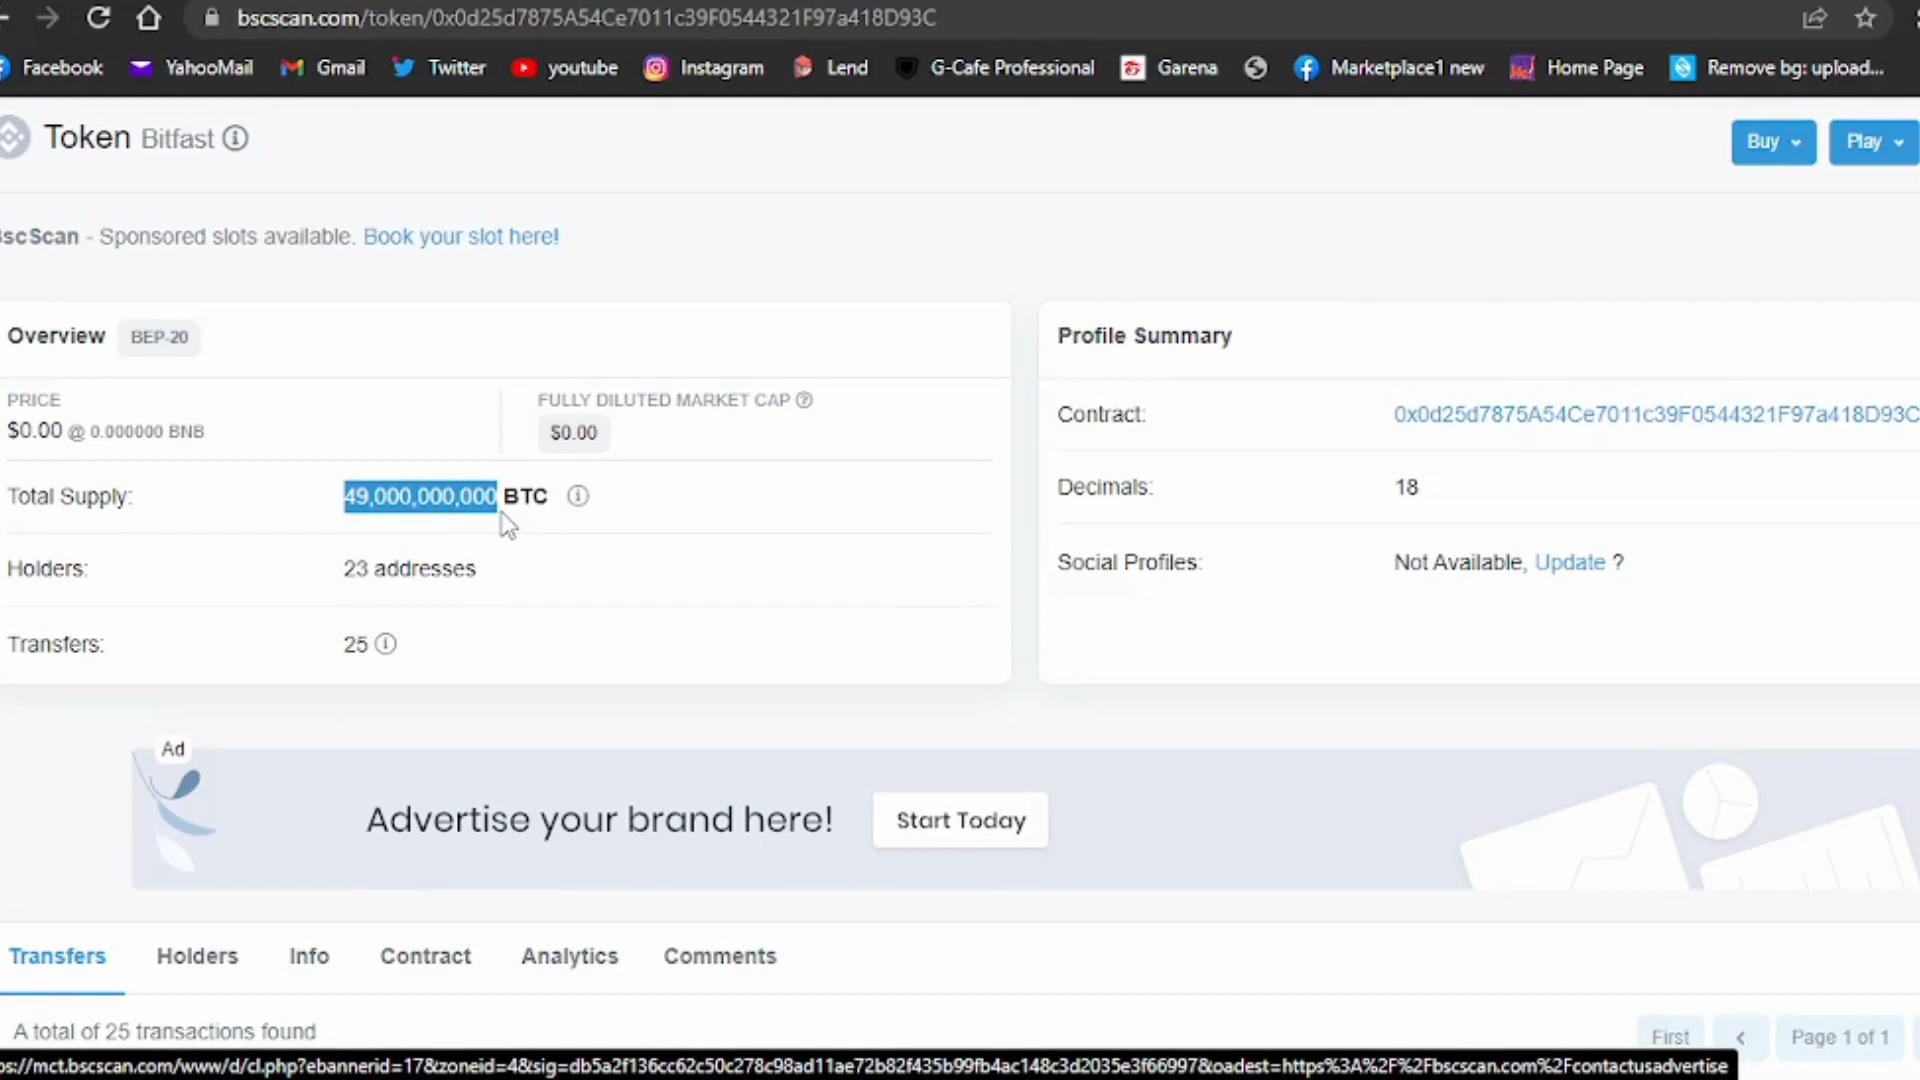 bscscan.com/token/0x0d25d7875A54Ce7011c39F0544321F97a418D93C
Facebook YahooMail Gmail Twitter youtube Instagram Lend G-Cafe Professional Garena Marketplace1 new Home Page Remove bg: upload...
Token Bitfast
Buy Play
scScan - Sponsored slots available. Book your slot here!
Overview BEP-20
PRICE
$0.00 @ 0.000000 BNB
FULLY DILUTED MARKET CAP
$0.00
Total Supply: 49,000,000,000 BTC
Holders: 23 addresses
Transfers: 25
Profile Summary
Contract: 0x0d25d7875A54Ce7011c39F0544321F97a418D93C
Decimals: 18
Social Profiles: Not Available, Update ?
Ad
Advertise your brand here! Start Today
Transfers Holders Info Contract Analytics Comments
A total of 25 transactions found
First < Page 1 of 1
ps://mct.bscscan.com/www/d/cl.php?ebannerid=17&zoneid=4&sig=db5a2f136cc62c50c278c98ad11ae72b82f435b99fb4ac148c3d2035e3f66997&oadest=https%3A%2F%2Fbscscan.com%2Fcontactusadvertise